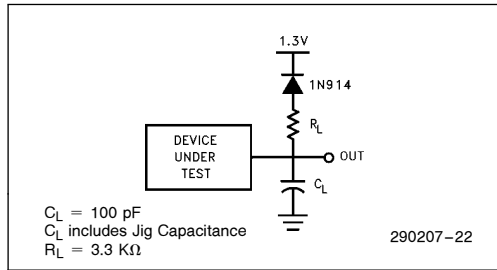 1.3V
1N914
R_L
DEVICE
UNDER
TEST
OUT
C_L
C_L = 100 pF
C_L includes Jig Capacitance
R_L = 3.3 KΩ
290207–22